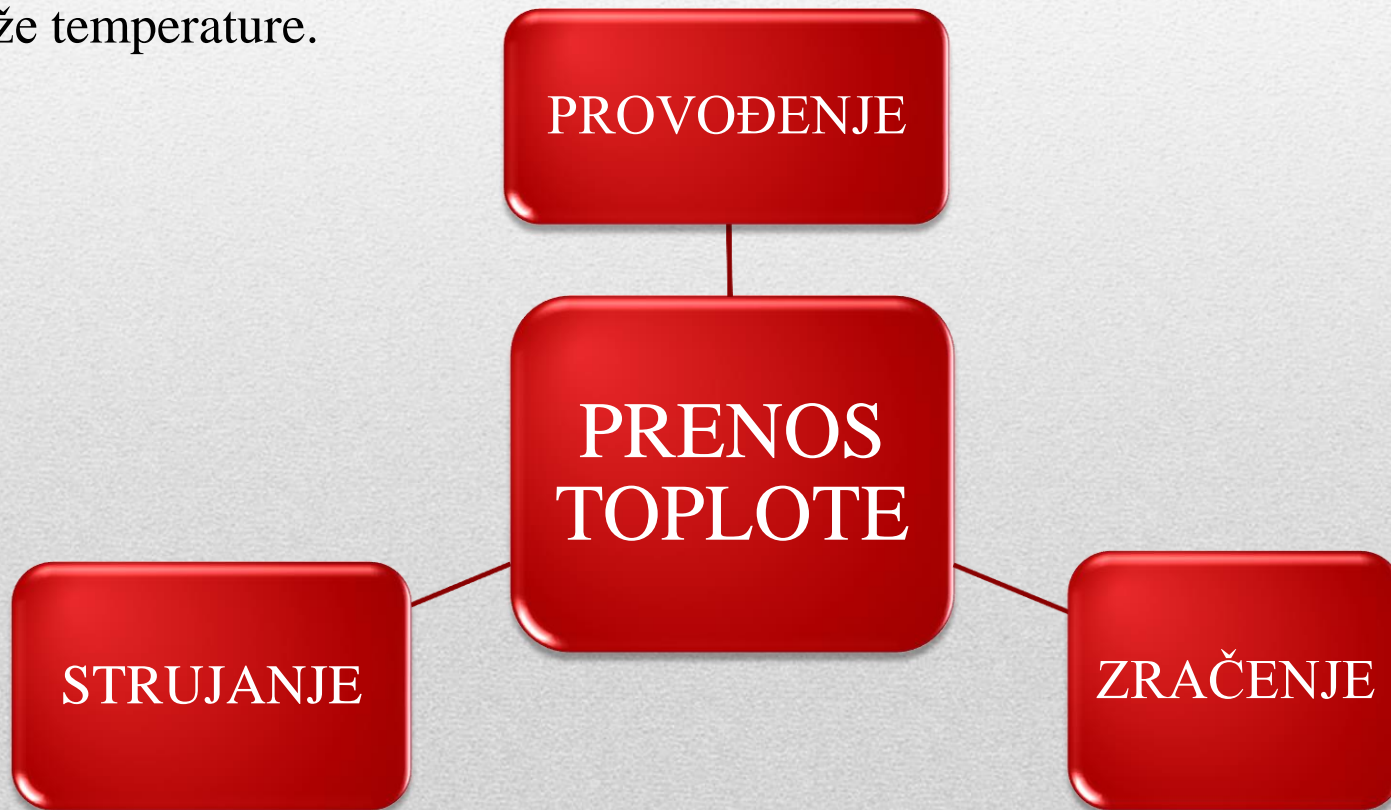 že temperature.
PROVOĐENJE
PRENOS
TOPLOTE
STRUJANJE
ZRAČENJE